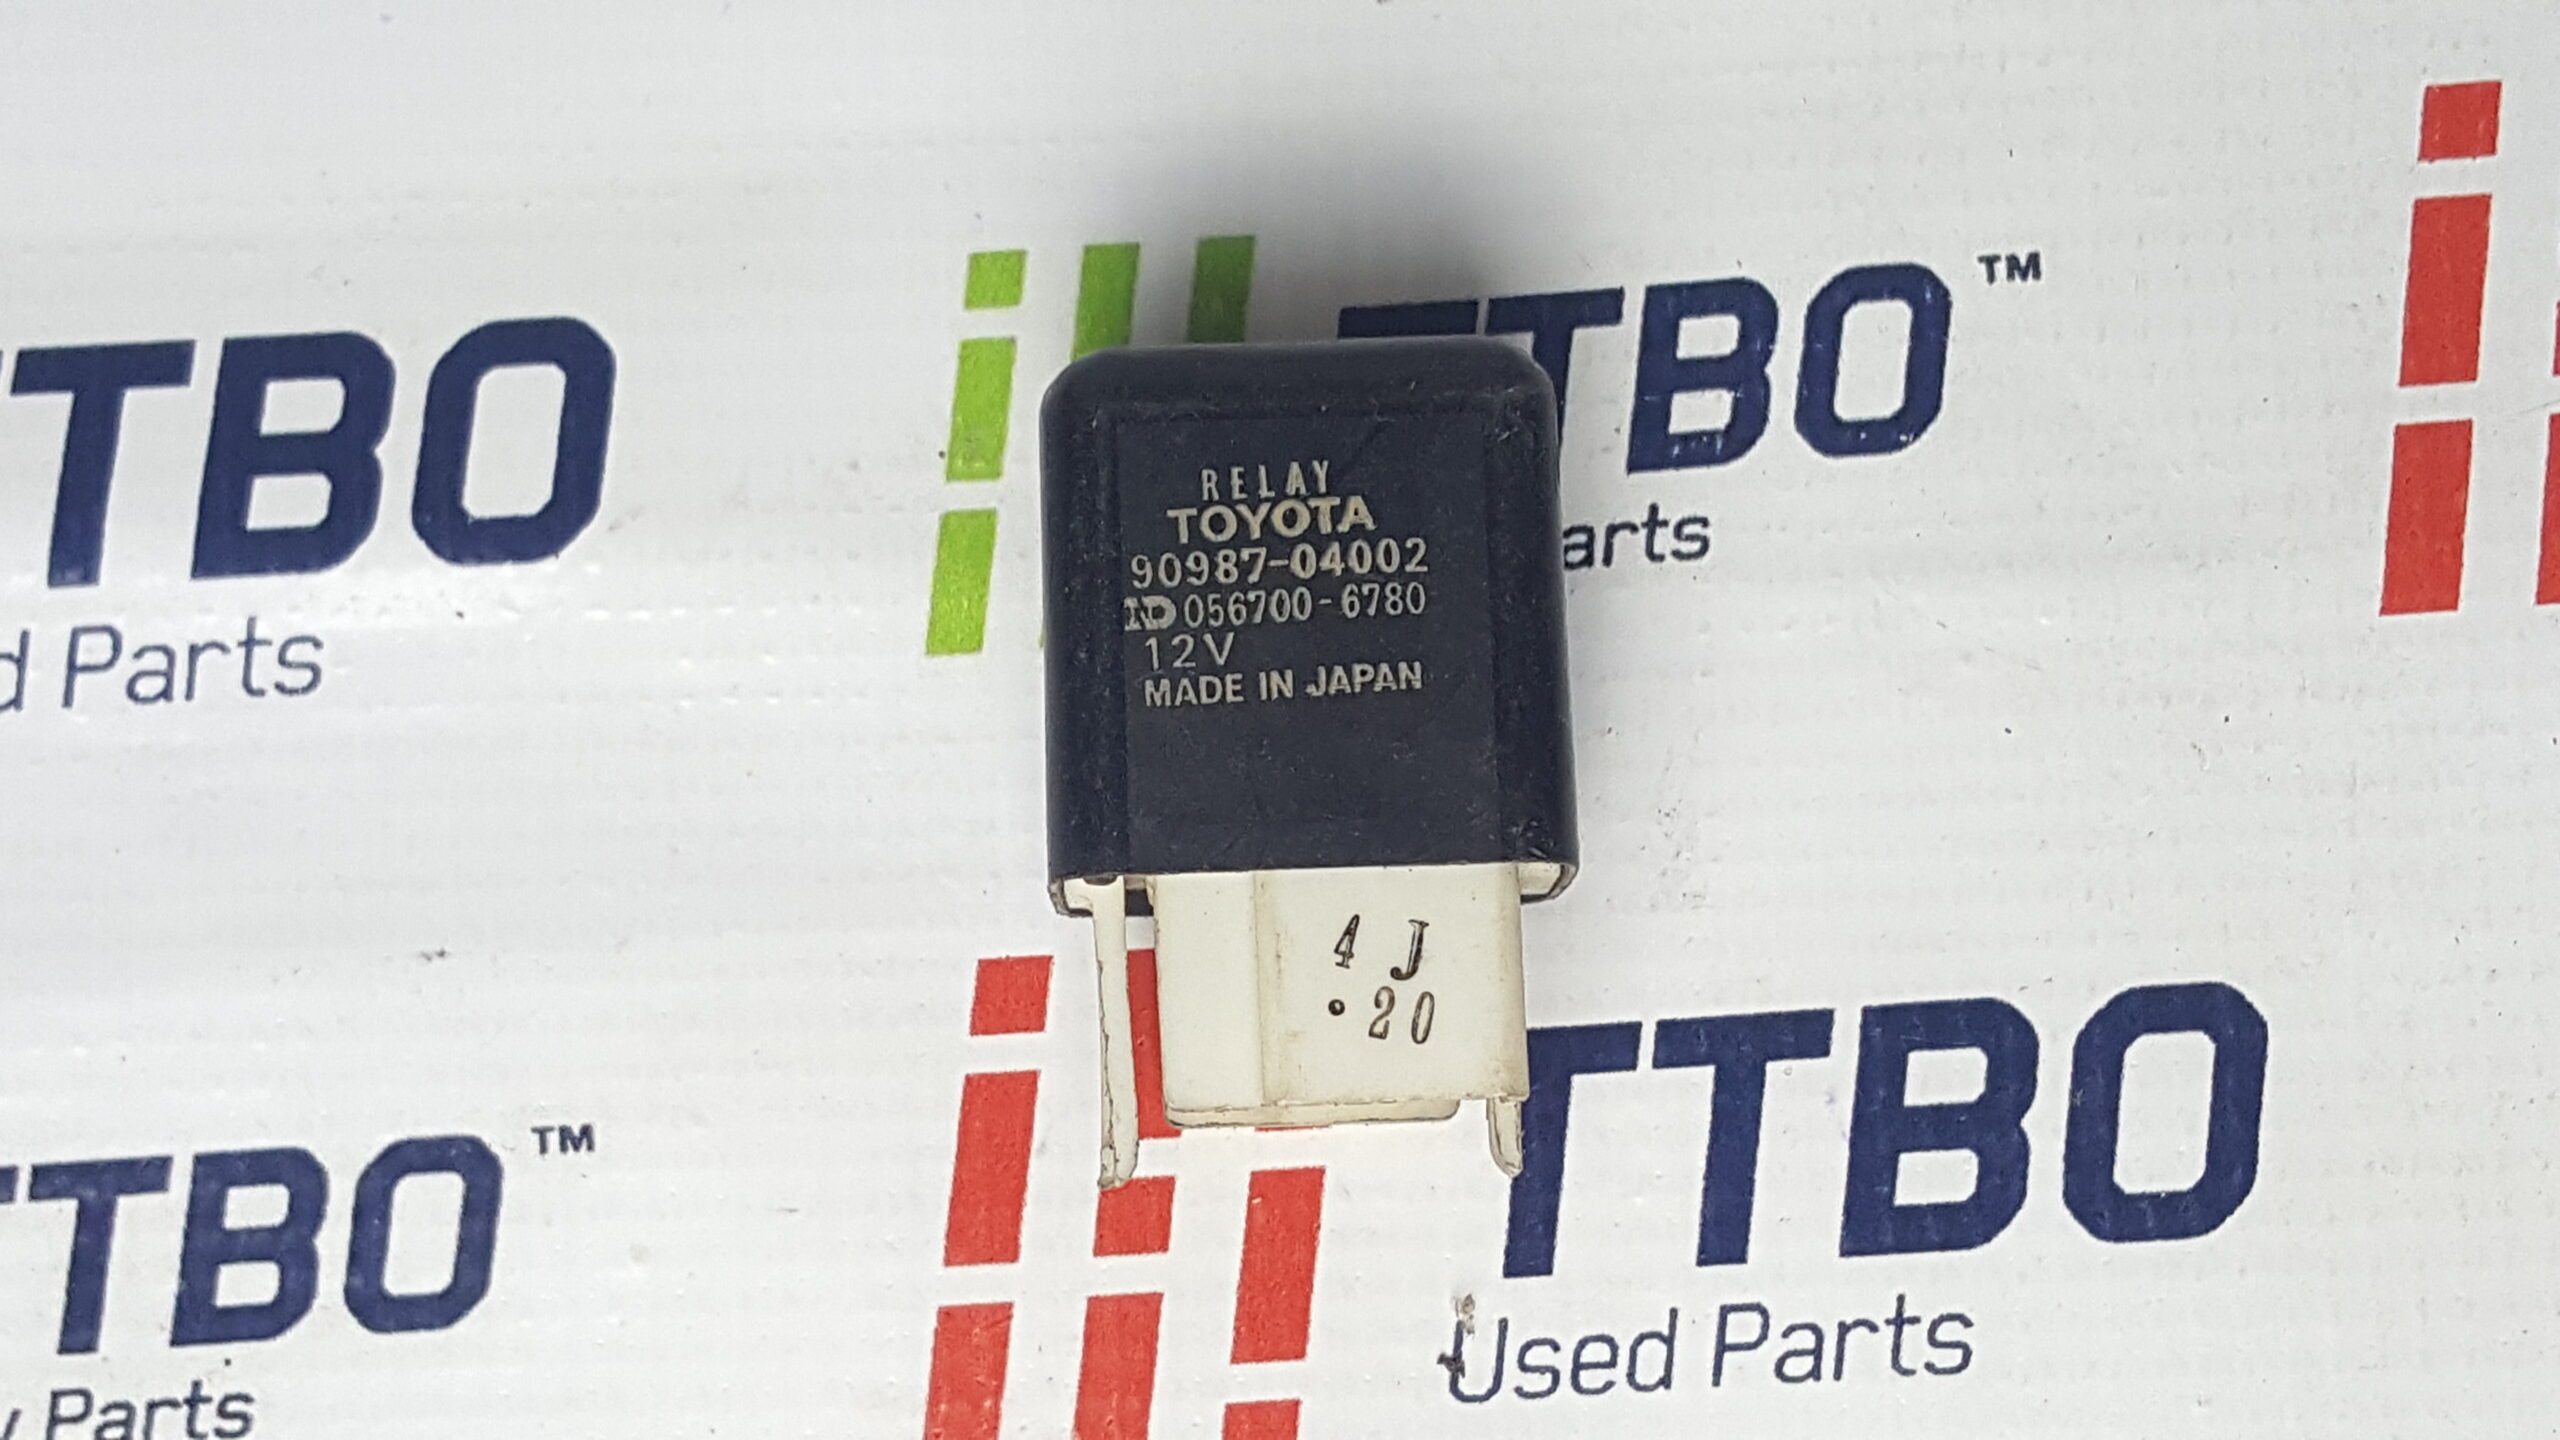 TTBO
d Parts
TTBO™
arts
RELAY
TOYOTA
90987-04002
ND 056700-6780
12V
MADE IN JAPAN
4 J
•20
TTBO™
Parts
TTBO
Used Parts